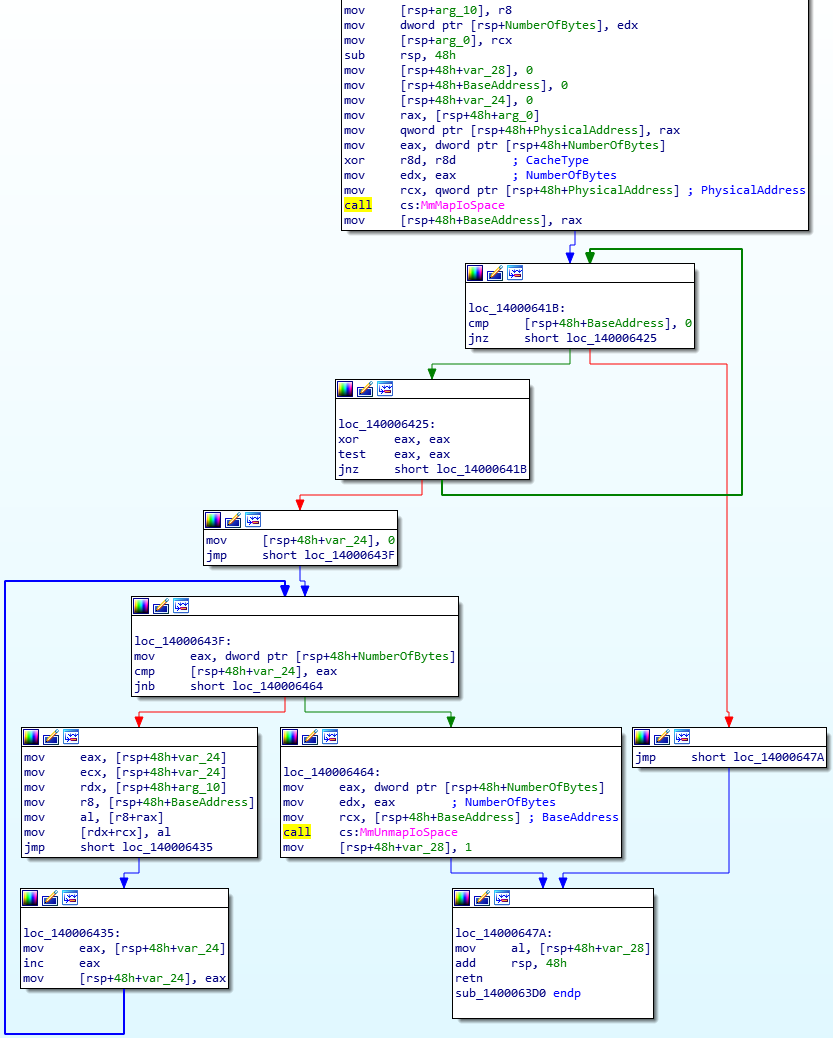 mov [rsp+arg_10], r8
mov dword ptr [rsp+NumberOfBytes], edx
mov [rsp+arg_0], rcx
sub rsp, 48h
mov [rsp+48h+var_28], 0
mov [rsp+48h+BaseAddress], 0
mov [rsp+48h+var_24], 0
mov rax, [rsp+48h+arg_0]
mov qword ptr [rsp+48h+PhysicalAddress], rax
mov eax, dword ptr [rsp+48h+NumberOfBytes]
xor r8d, r8d ; CacheType
mov edx, eax ; NumberOfBytes
mov rcx, qword ptr [rsp+48h+PhysicalAddress] ; PhysicalAddress
call cs:MmMapIoSpace
mov [rsp+48h+BaseAddress], rax
loc_14000641B:
cmp [rsp+48h+BaseAddress], 0
jnz short loc_140006425
loc_140006425:
xor eax, eax
test eax, eax
jnz short loc_14000641B
mov [rsp+48h+var_24], 0
jmp short loc_14000643F
loc_14000643F:
mov eax, dword ptr [rsp+48h+NumberOfBytes]
cmp [rsp+48h+var_24], eax
jnb short loc_140006464
mov eax, [rsp+48h+var_24]
mov ecx, [rsp+48h+var_24]
mov rdx, [rsp+48h+arg_10]
mov r8, [rsp+48h+BaseAddress]
mov al, [r8+rax]
mov [rdx+rcx], al
jmp short loc_140006435
loc_140006464:
mov eax, dword ptr [rsp+48h+NumberOfBytes]
mov edx, eax ; NumberOfBytes
mov rcx, [rsp+48h+BaseAddress] ; BaseAddress
call cs:MmUnmapIoSpace
mov [rsp+48h+var_28], 1
jmp short loc_14000647A
loc_140006435:
mov eax, [rsp+48h+var_24]
inc eax
mov [rsp+48h+var_24], eax
loc_14000647A:
mov al, [rsp+48h+var_28]
add rsp, 48h
retn
sub_1400063D0 endp